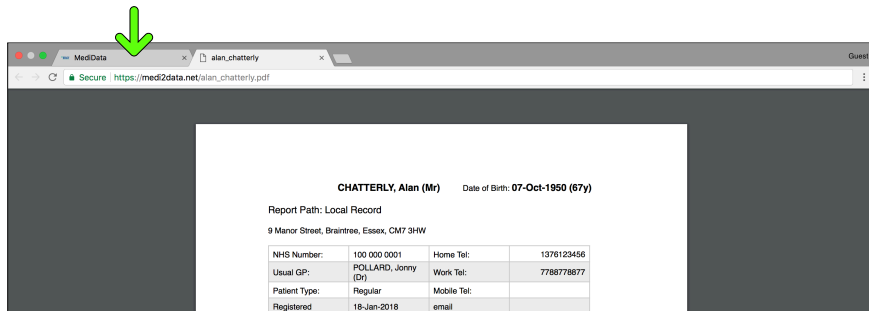 MediData × alan_chatterly × Guest
Secure https://medi2data.net/alan_chatterly.pdf
CHATTERLY, Alan (Mr) Date of Birth: 07-Oct-1950 (67y)
Report Path: Local Record
9 Manor Street, Braintree, Essex, CM7 3HW
NHS Number: 100 000 0001 Home Tel: 1376123456
Usual GP: POLLARD, Jonny (Dr) Work Tel: 7788778877
Patient Type: Regular Mobile Tel:
Registered 18-Jan-2018 email